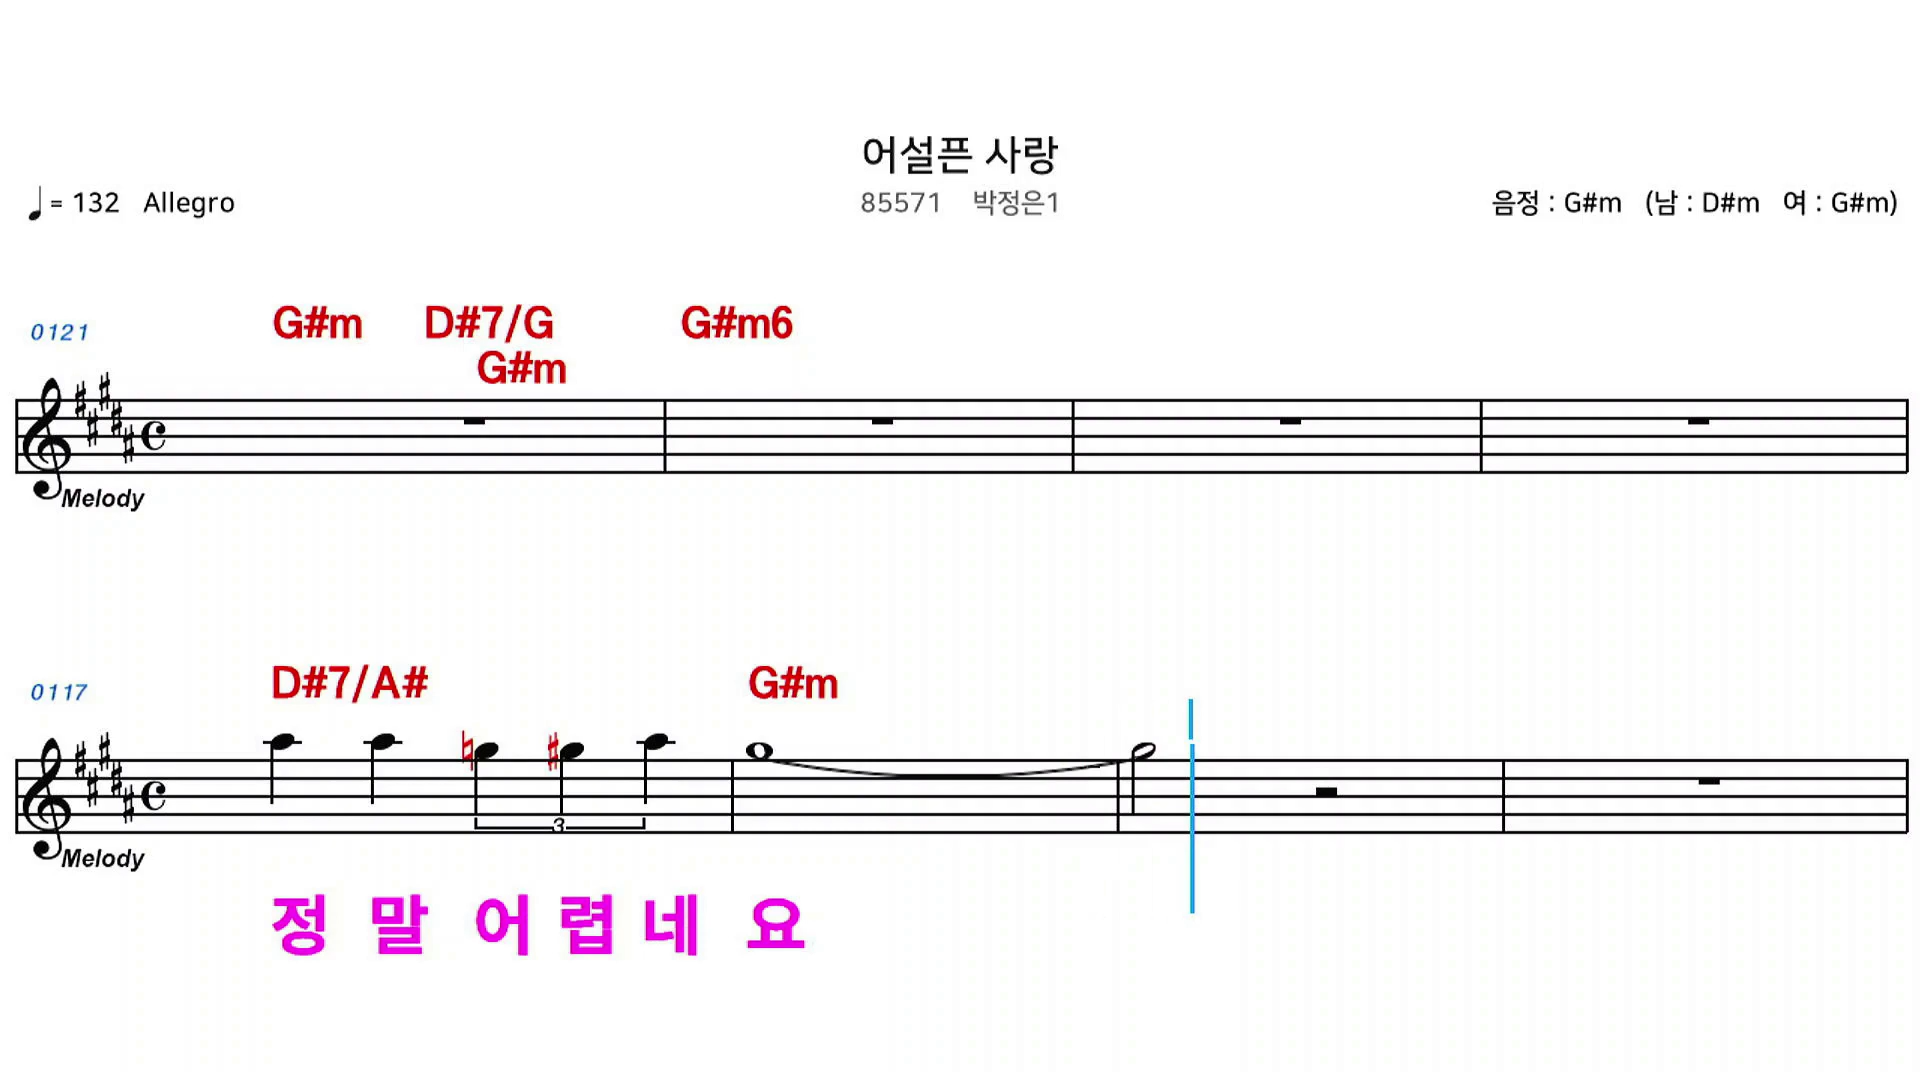 어설픈 사랑
= 132 Allegro
85571 박정은1
음정 : G#m (남 : D#m 여 : G#m)
0121
G#m D#7/G G#m6
G#m
Melody
0117
D#7/A# G#m
3
Melody
정 말 어 렵 네 요